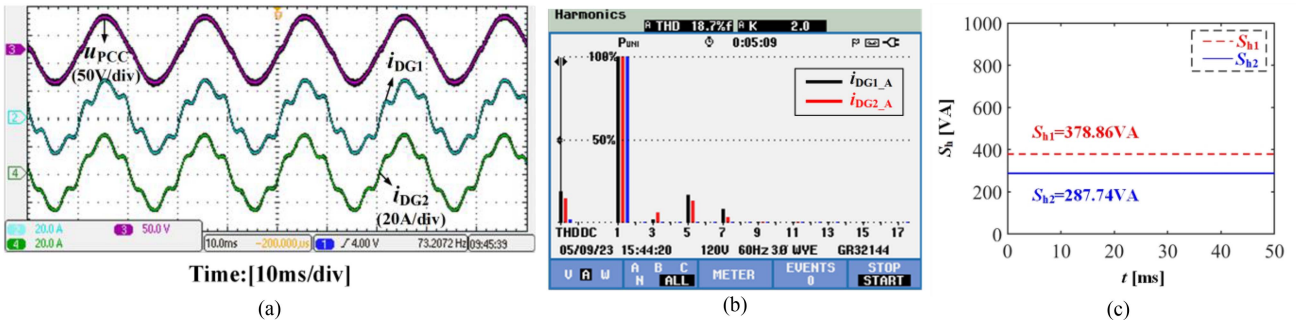 3
u_PCC
(50V/div)
i_DG1
2
4
i_DG2
(20A/div)
2 20.0 A
3 50.0 V
4 20.0 A
10.0ms
-200.000µs
1 ∫ 4.00 V
73.2072 Hz
09:45:39
Time:[10ms/div]
(a)
Harmonics
A THD 18.7%f A K 2.0
PUNI
0:05:09
100%
50%
i_DG1_A
i_DG2_A
THDDC 1 3 5 7 9 11 13 15 17
05/09/23 15:44:20 120V 60Hz 3Ø WYE GR32144
V A W
A B C
N ALL
METER
EVENTS
0
STOP
START
(b)
1000
800
600
400
200
0
S_h [VA]
S_h1
S_h2
S_h1=378.86VA
S_h2=287.74VA
0 10 20 30 40 50
t [ms]
(c)